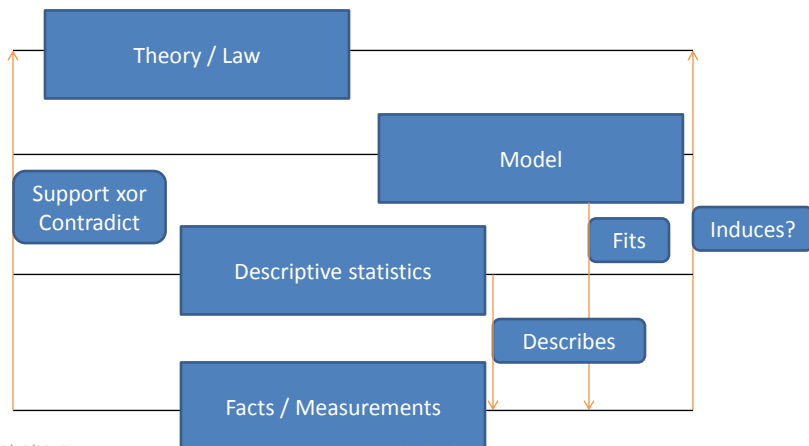 Theory / Law
Model
Support xor
Contradict
Induces?
Fits
Descriptive statistics
Describes
Facts / Measurements